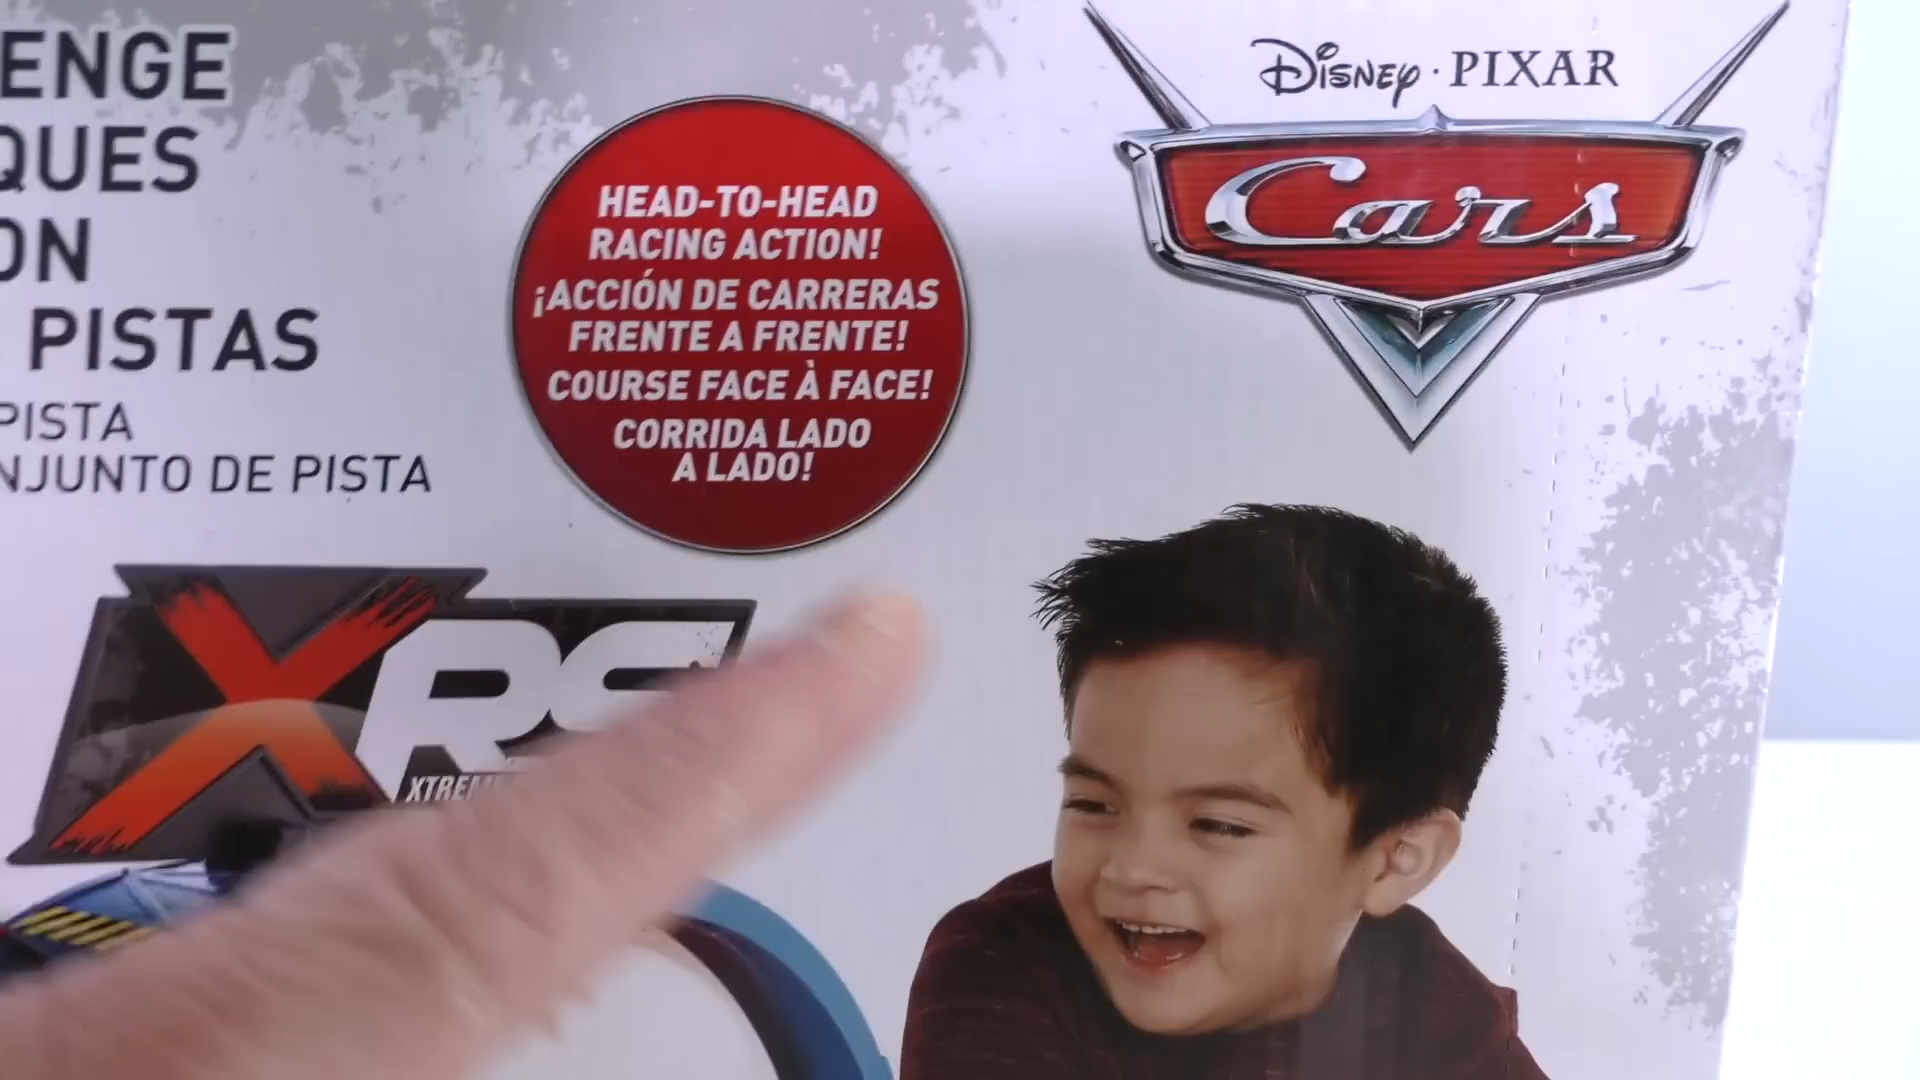 ENGE
QUES
ON
PISTAS
PISTA
NJUNTO DE PISTA
HEAD-TO-HEAD
RACING ACTION!
¡ACCIÓN DE CARRERAS
FRENTE A FRENTE!
COURSE FACE À FACE!
CORRIDA LADO
A LADO!
Disney · PIXAR
Cars
XRS